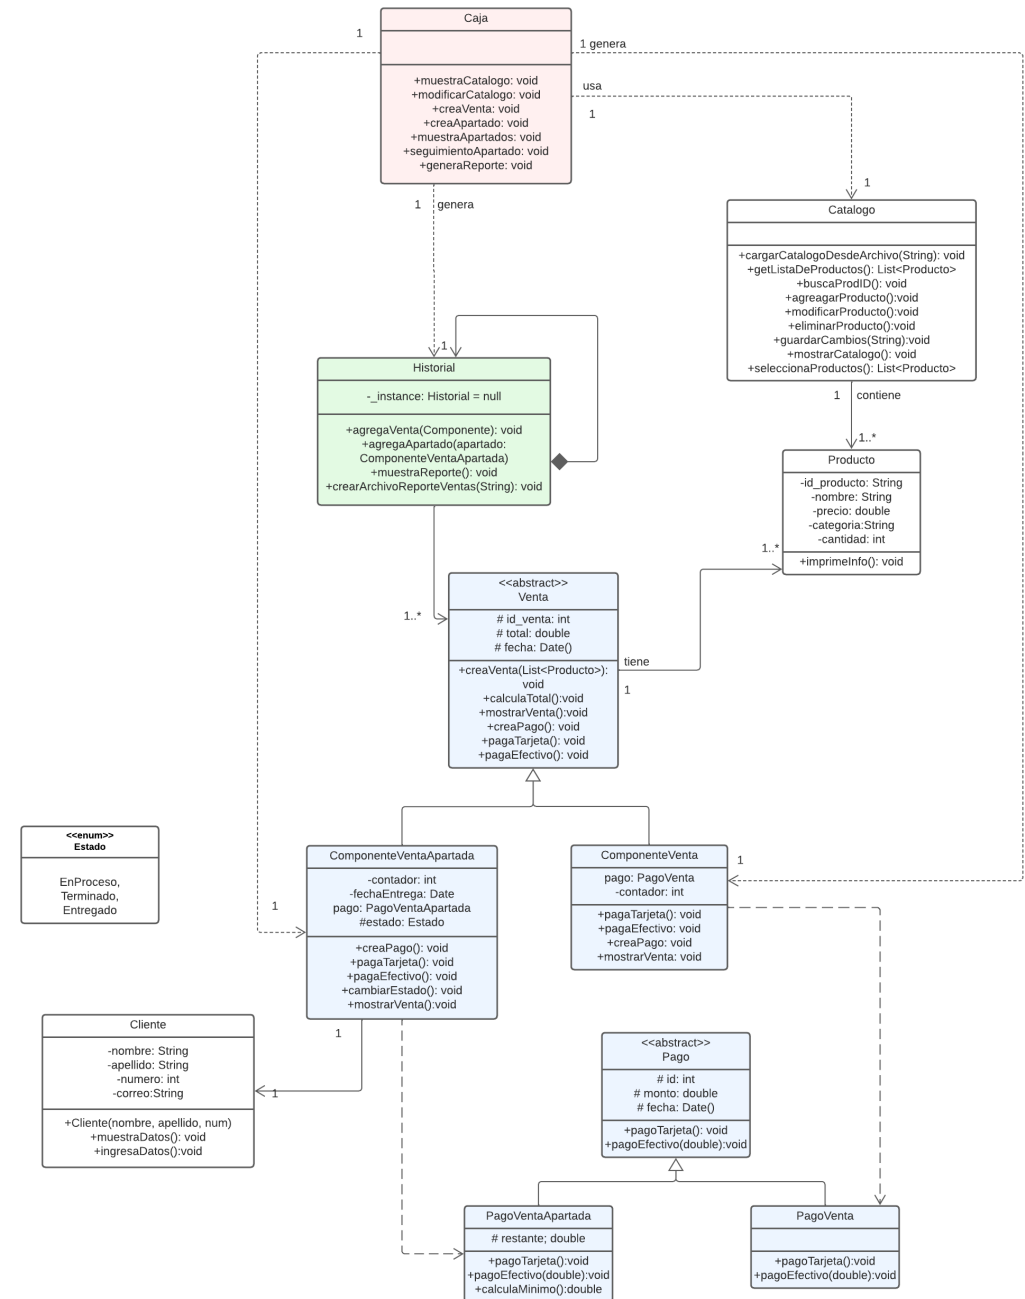 Caja
1
1 genera
+muestraCatalogo: void
+modificarCatalogo: void
+creaVenta: void
+creaApartado: void
+muestraApartados: void
+seguimientoApartado: void
+generaReporte: void
usa
1
1
1 genera
Catalogo
+cargarCatalogoDesdeArchivo(String): void
+getListaDeProductos(): List<Producto>
+buscaProdID(): void
+agreagarProducto():void
+modificarProducto():void
+eliminarProducto():void
+guardarCambios(String):void
+mostrarCatalogo(): void
+seleccionaProductos(): List<Producto>
1
Historial
-_instance: Historial = null
+agregaVenta(Componente): void
+agregaApartado(apartado:
ComponenteVentaApartada)
+muestraReporte(): void
+crearArchivoReporteVentas(String): void
1 contiene
1..*
Producto
-id_producto: String
-nombre: String
-precio: double
-categoria:String
-cantidad: int
+imprimeInfo(): void
1..*
1..*
<<abstract>>
Venta
# id_venta: int
# total: double
# fecha: Date()
+creaVenta(List<Producto>):
void
+calculaTotal():void
+mostrarVenta():void
+creaPago(): void
+pagaTarjeta(): void
+pagaEfectivo(): void
tiene
1
<<enum>>
Estado
EnProceso,
Terminado,
Entregado
1
ComponenteVentaApartada
-contador: int
-fechaEntrega: Date
pago: PagoVentaApartada
#estado: Estado
+creaPago(): void
+pagaTarjeta(): void
+pagaEfectivo(): void
+cambiarEstado(): void
+mostrarVenta():void
1
ComponenteVenta
pago: PagoVenta
-contador: int
+pagaTarjeta(): void
+pagaEfectivo: void
+creaPago: void
+mostrarVenta: void
1
1
Cliente
-nombre: String
-apellido: String
-numero: int
-correo:String
+Cliente(nombre, apellido, num)
+muestraDatos(): void
+ingresaDatos():void
<<abstract>>
Pago
# id: int
# monto: double
# fecha: Date()
+pagoTarjeta(): void
+pagoEfectivo(double):void
PagoVentaApartada
# restante; double
+pagoTarjeta():void
+pagoEfectivo(double):void
+calculaMinimo():double
PagoVenta
+pagoTarjeta():void
+pagoEfectivo(double):void